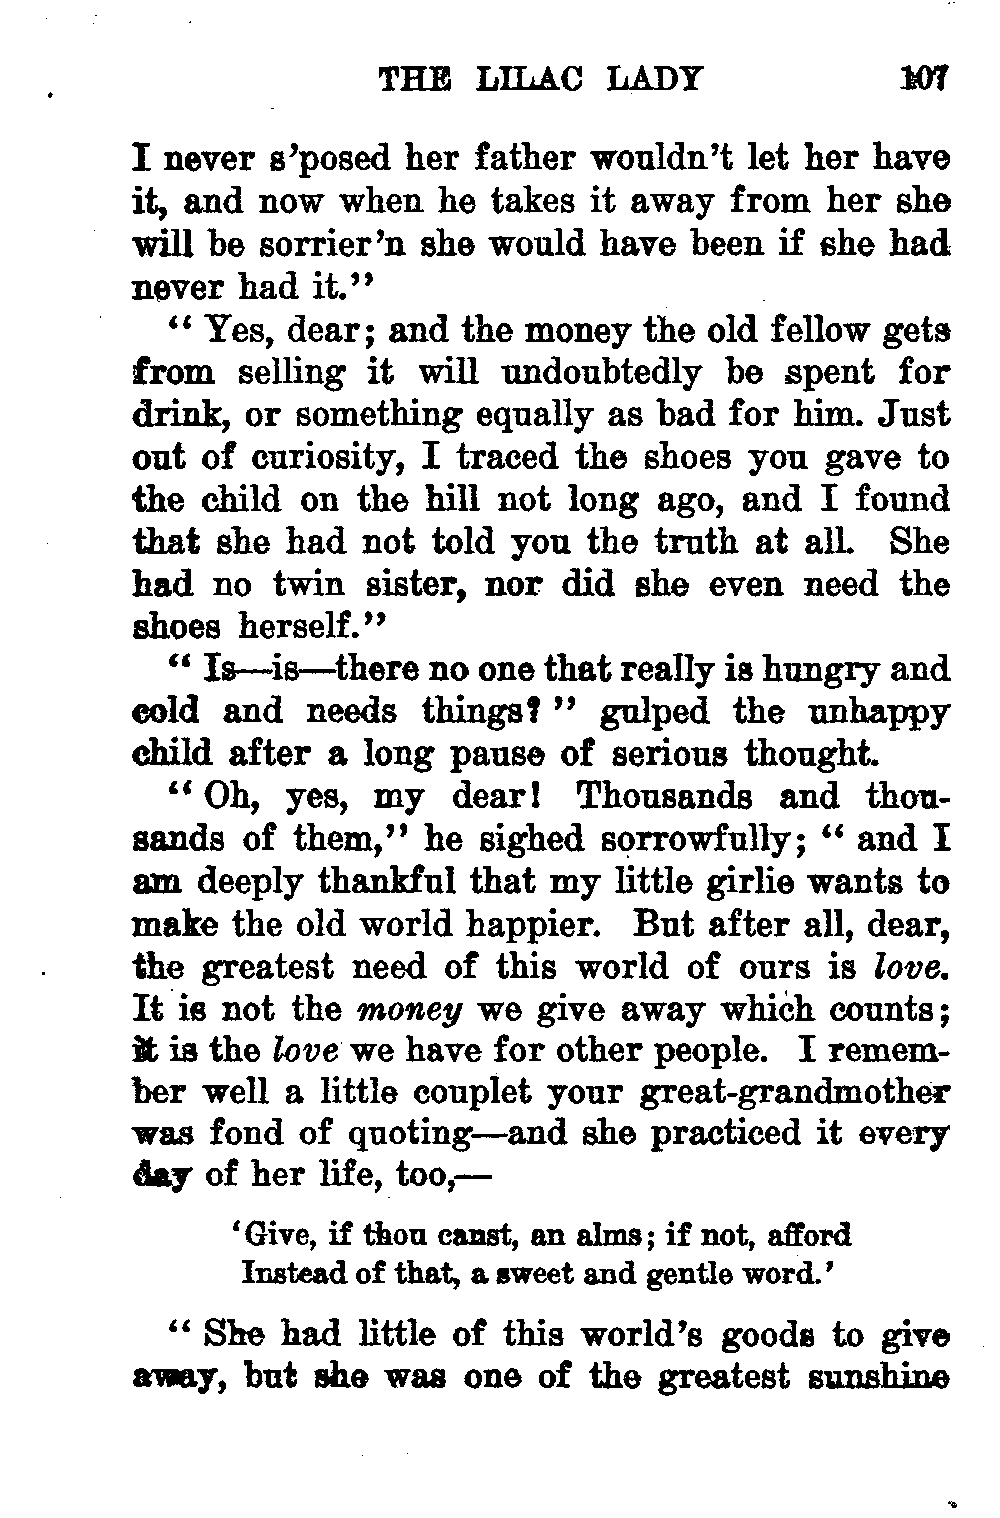 THE LILAC LADY 107
I never s'posed her father wouldn't let her have
it, and now when he takes it away from her she
will be sorrier'n she would have been if she had
never had it."
" Yes, dear; and the money the old fellow gets
from selling it will undoubtedly be spent for
drink, or something equally as bad for him. Just
out of curiosity, I traced the shoes you gave to
the child on the hill not long ago, and I found
that she had not told you the truth at all. She
had no twin sister, nor did she even need the
shoes herself."
" Is—is—there no one that really is hungry and
cold and needs things? " gulped the unhappy
child after a long pause of serious thought.
" Oh, yes, my dear! Thousands and thou-
sands of them," he sighed sorrowfully; " and I
am deeply thankful that my little girlie wants to
make the old world happier. But after all, dear,
the greatest need of this world of ours is love.
It is not the money we give away which counts;
it is the love we have for other people. I remem-
ber well a little couplet your great-grandmother
was fond of quoting—and she practiced it every
day of her life, too,—
'Give, if thou canst, an alms; if not, afford
Instead of that, a sweet and gentle word.'
" She had little of this world's goods to give
away, but she was one of the greatest sunshine